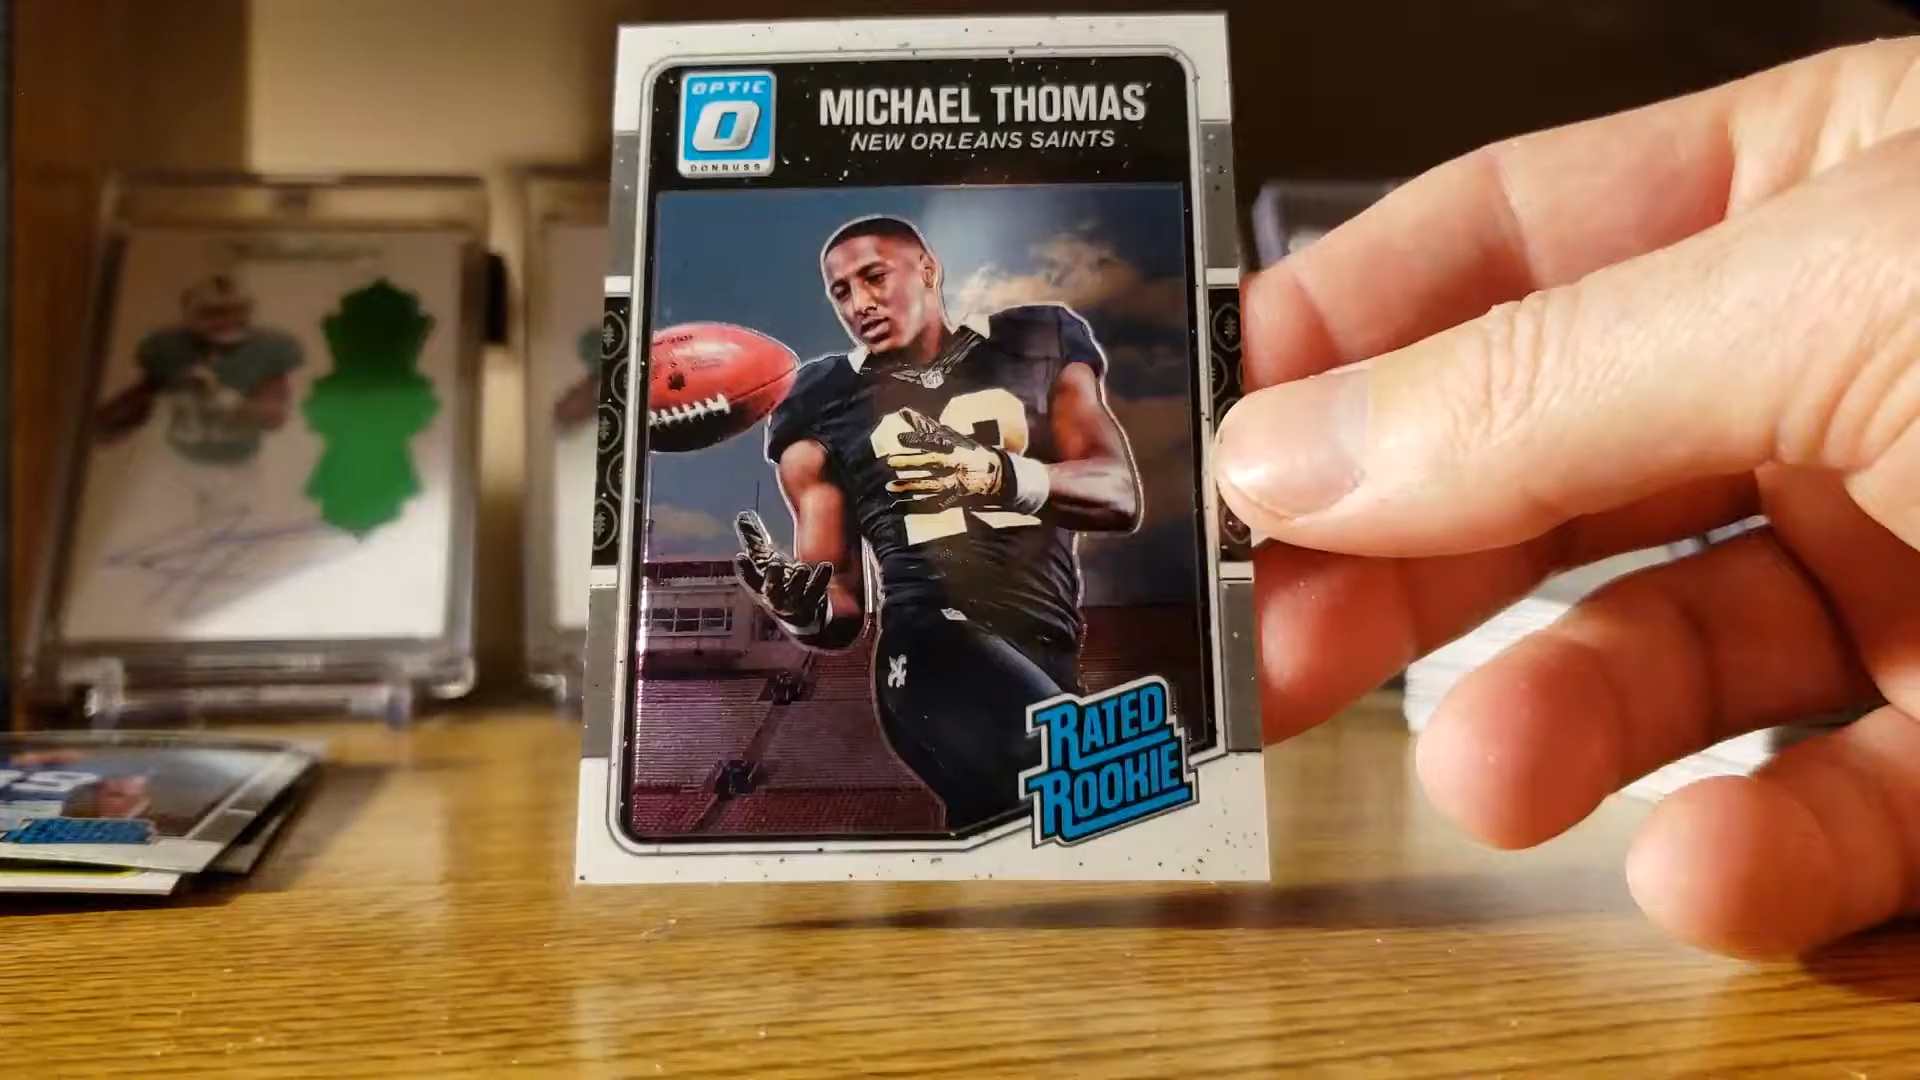 OPTIC
DONRUSS
MICHAEL THOMAS
NEW ORLEANS SAINTS
RATED
ROOKIE